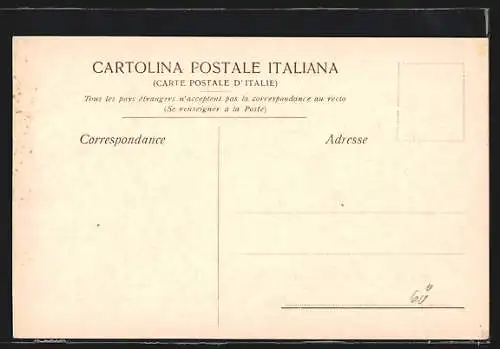 CARTOLINA POSTALE ITALIANA
(CARTE POSTALE D'ITALIE)
Tous les pays étrangers n'acceptent pas la correspondance au recto
(Se renseigner à la Poste)
Correspondance
Adresse